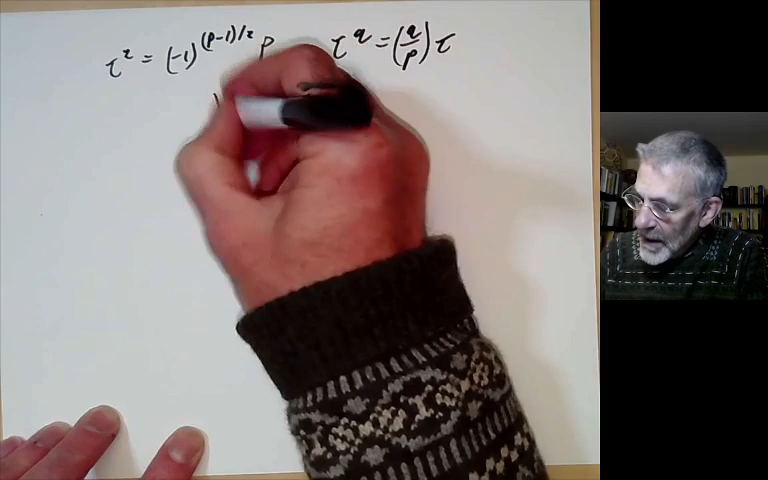 τ² = (-1)^{(p-1)/2} p τ^q = (q/p) τ